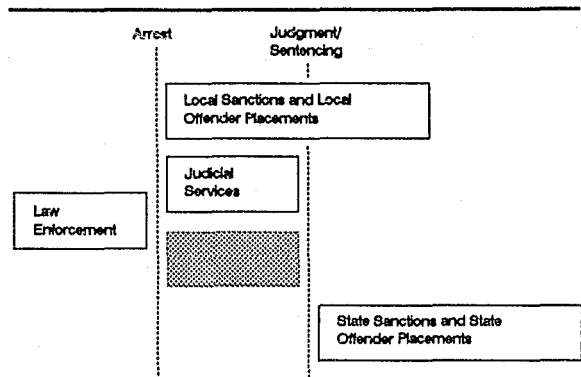 Arrest
Judgment/
Sentencing
Local Sanctions and Local
Offender Placements
Judicial
Services
Law
Enforcement
State Sanctions and State
Offender Placements